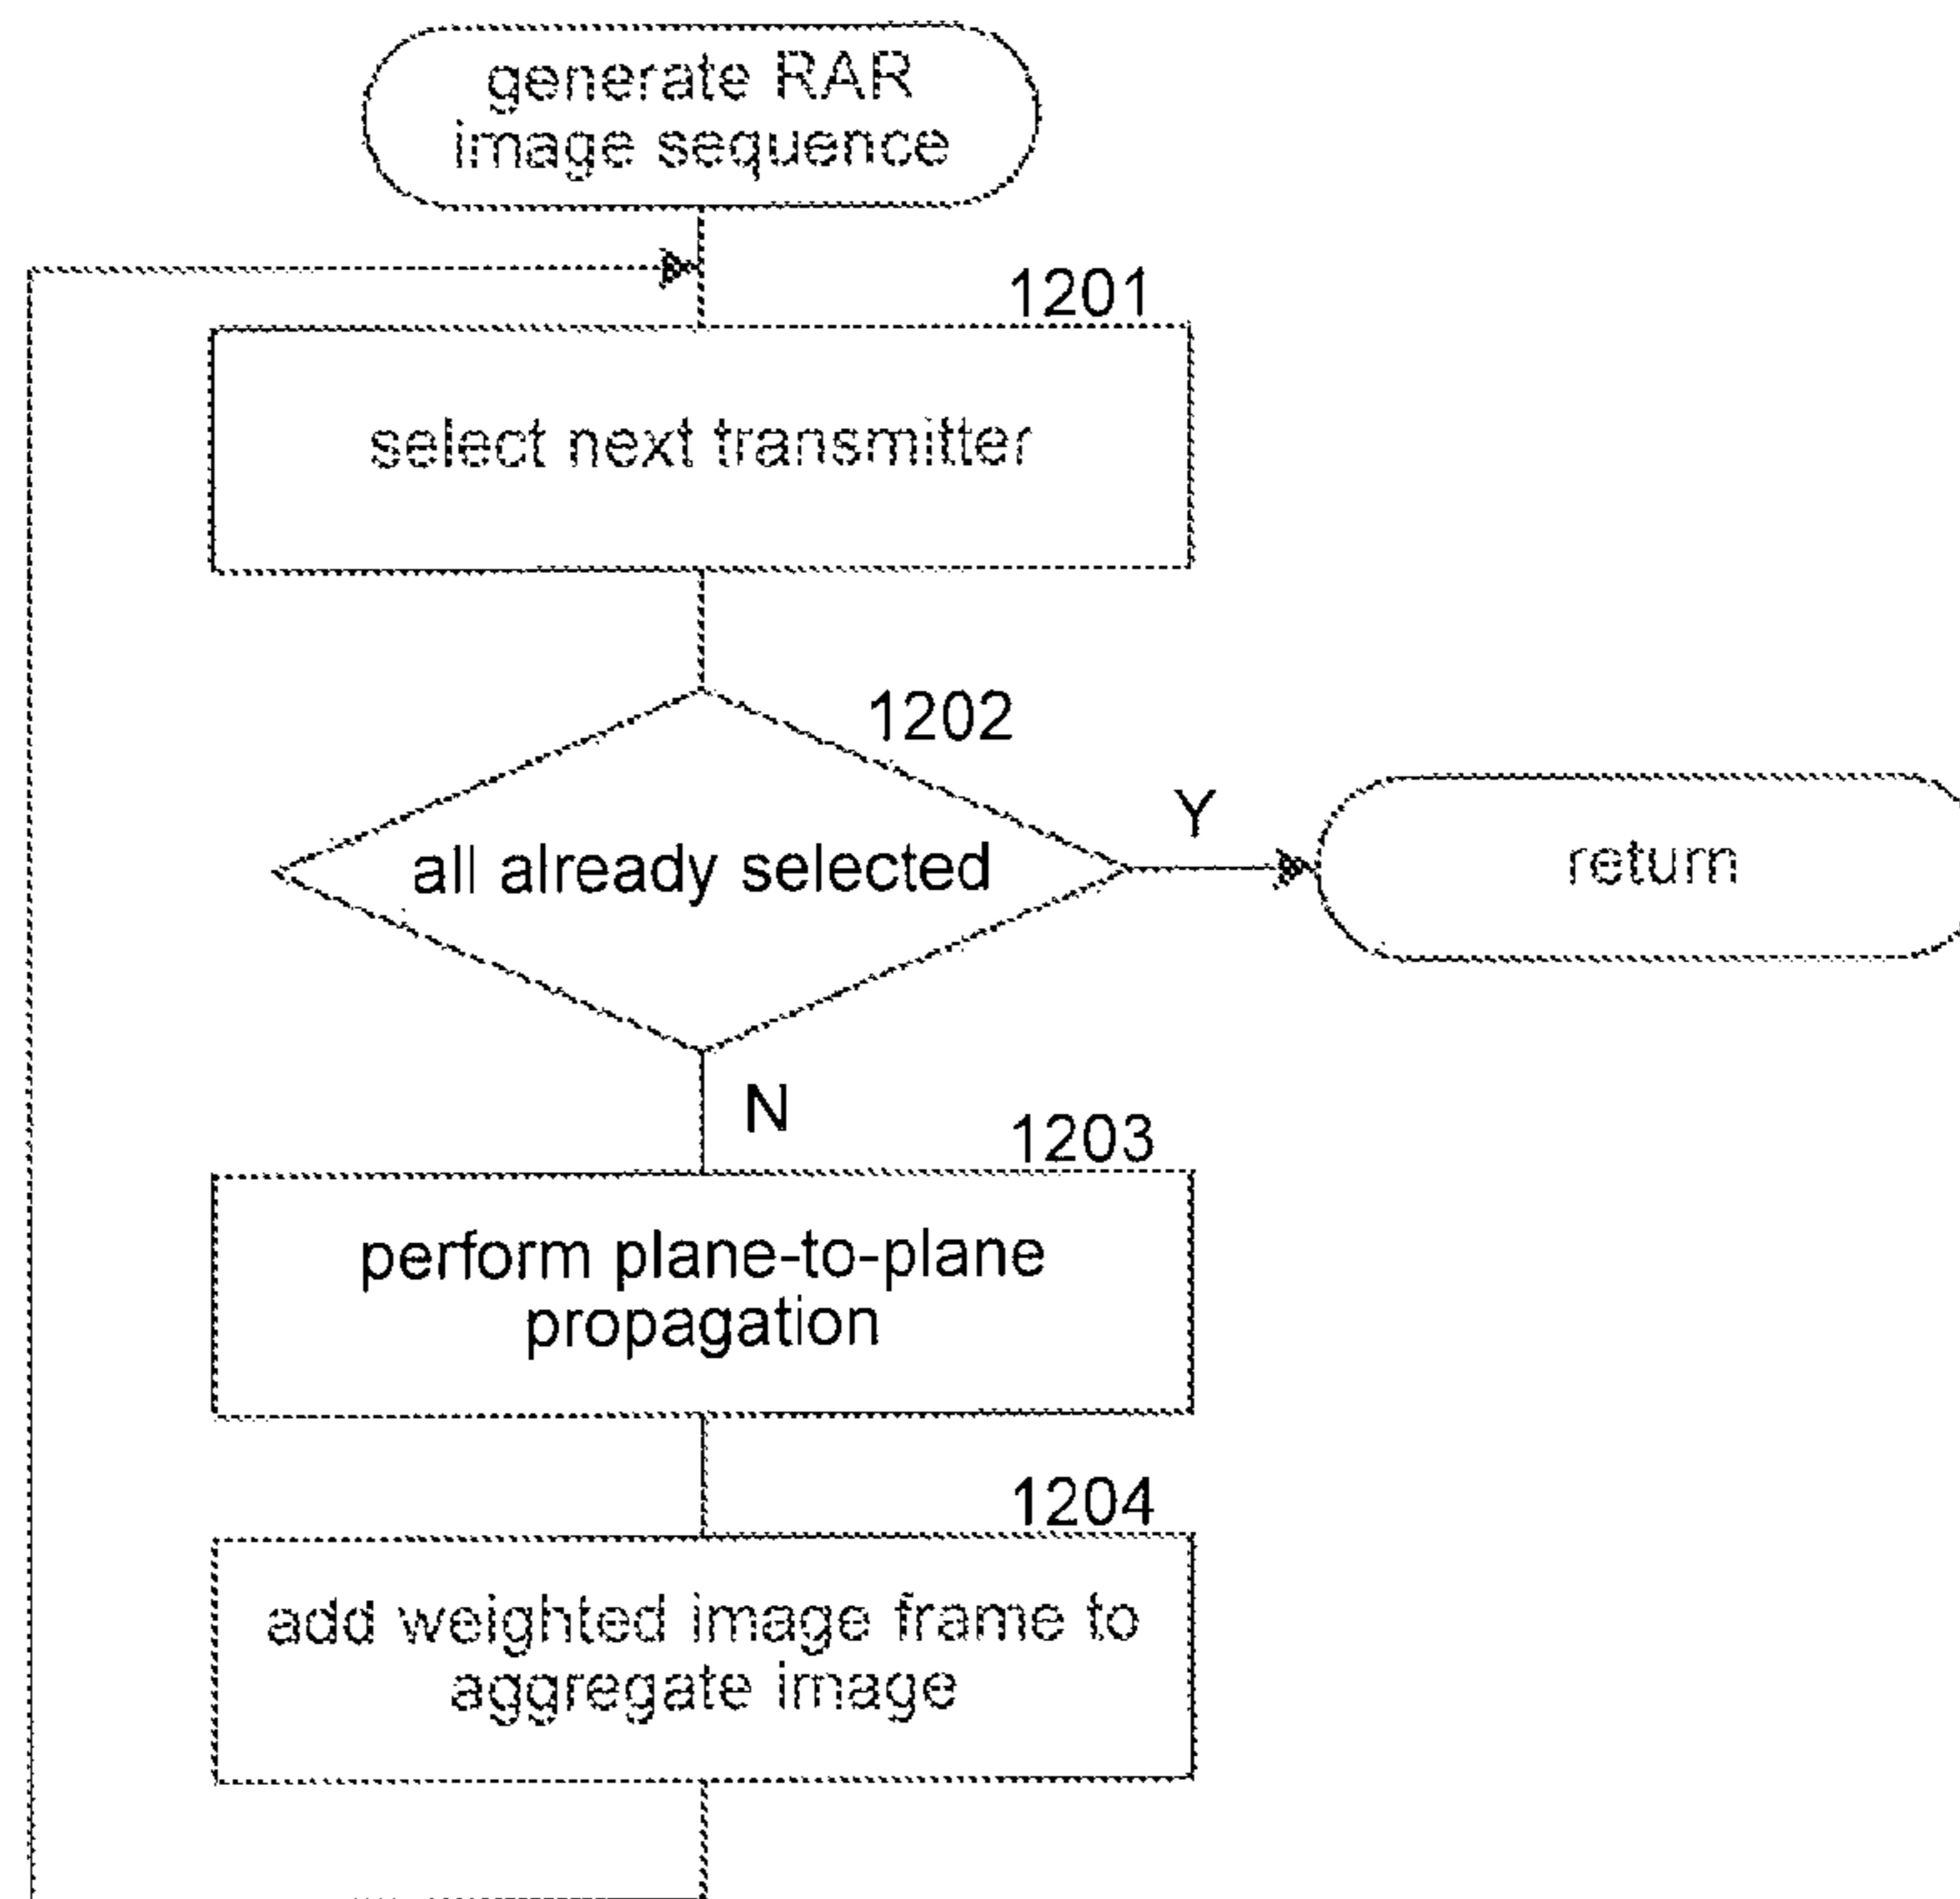 generate RAR
image sequence
1201
select next transmitter
1202
all already selected
Y
return
N
1203
perform plane-to-plane
propagation
1204
add weighted image frame to
aggregate image